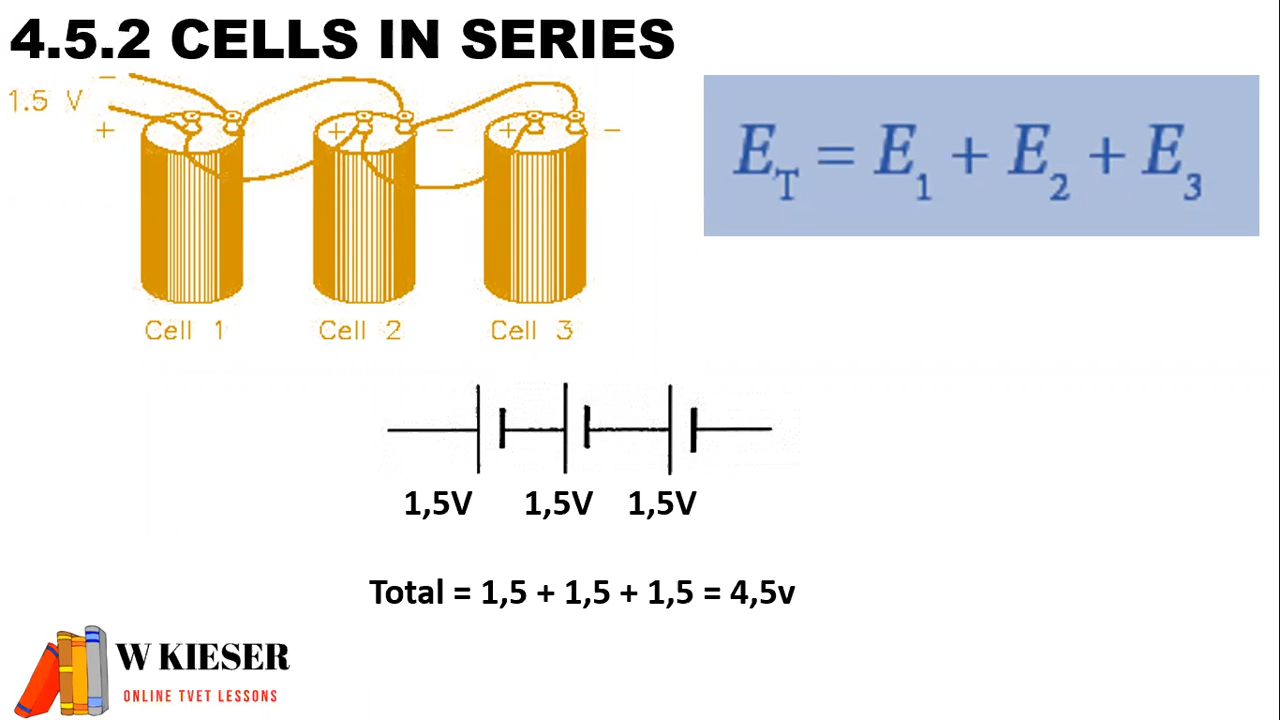 4.5.2 CELLS IN SERIES
−
1.5 V
+
+ −
+ −
Cell 1 Cell 2 Cell 3
E_T = E_1 + E_2 + E_3
1,5V 1,5V 1,5V
Total = 1,5 + 1,5 + 1,5 = 4,5v
W KIESER
ONLINE TVET LESSONS